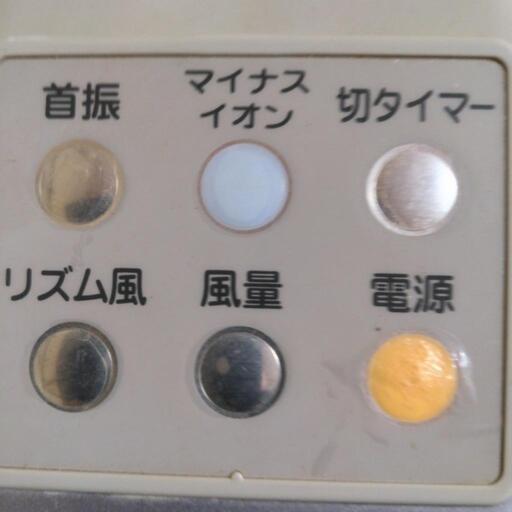 首振
マイナス
イオン
切タイマー
リズム風
風量
電源